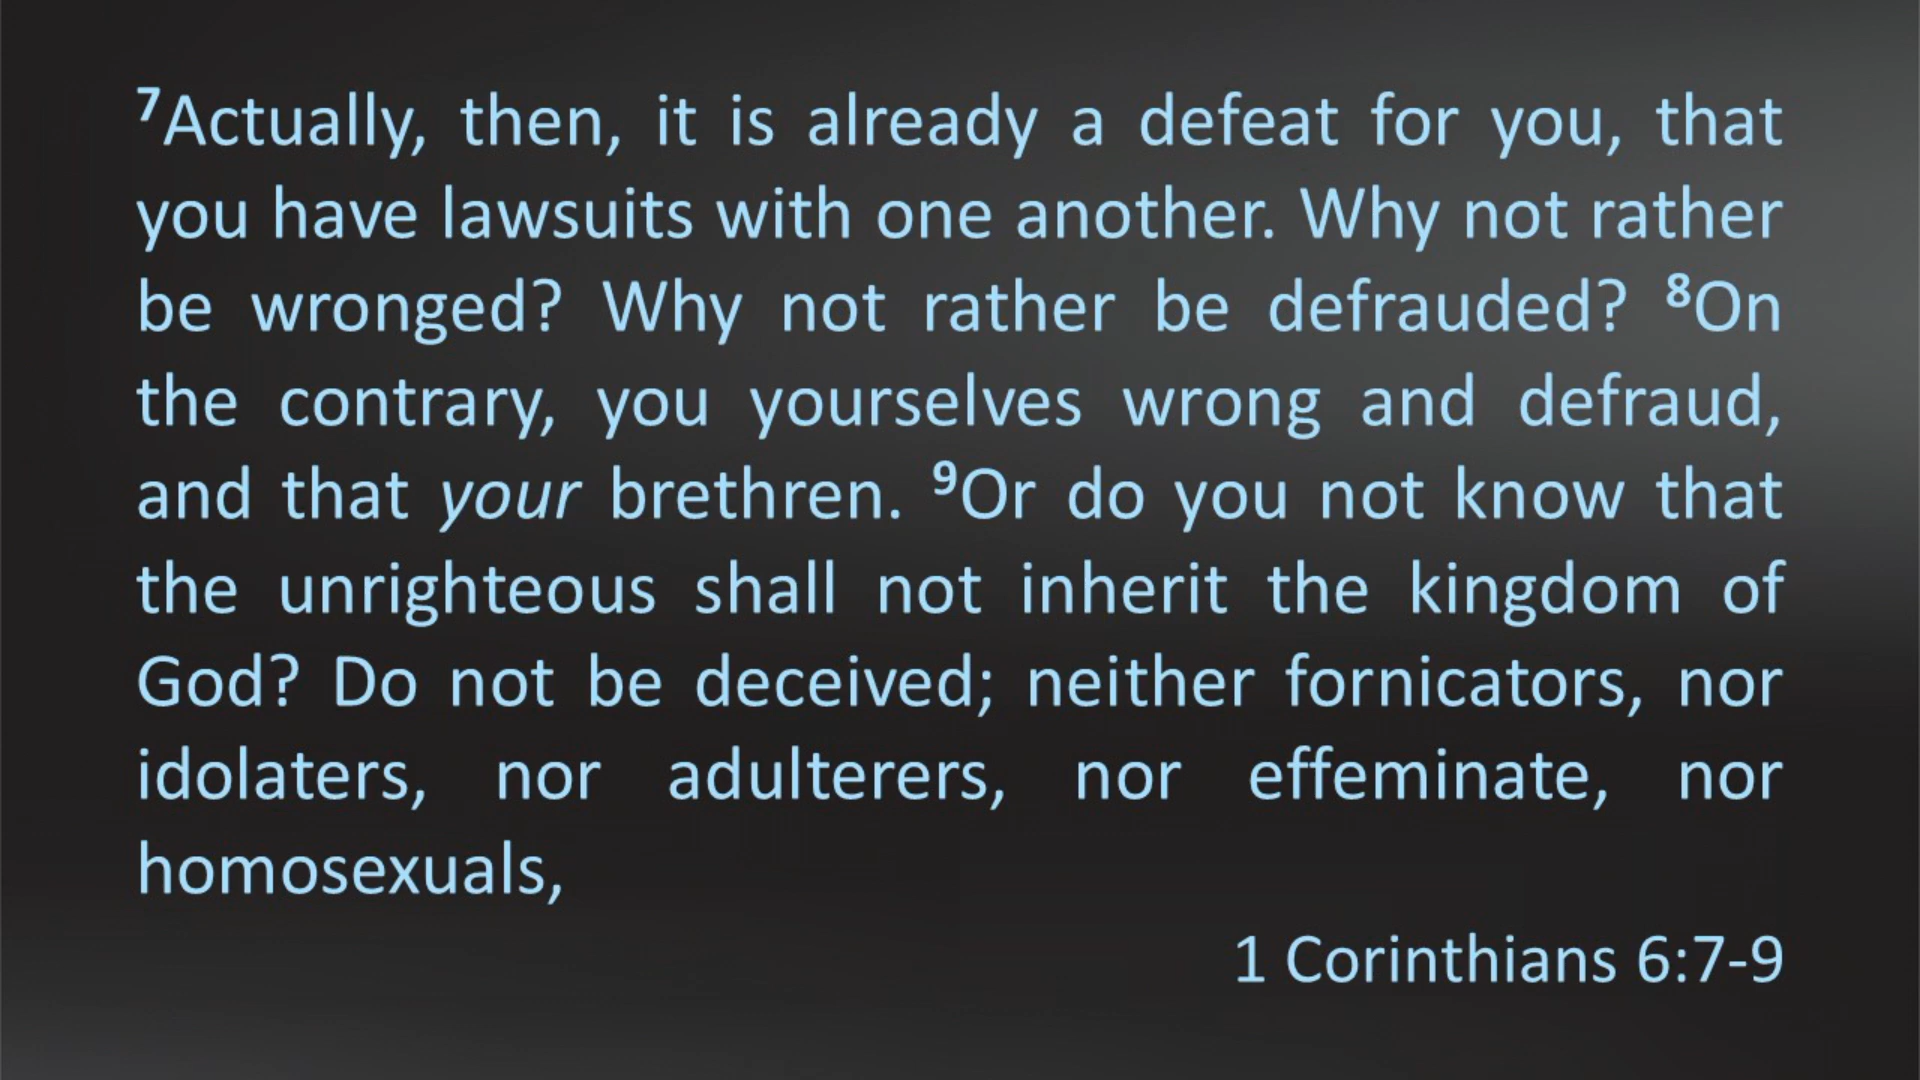 ⁷Actually, then, it is already a defeat for you, that
you have lawsuits with one another. Why not rather
be wronged? Why not rather be defrauded? ⁸On
the contrary, you yourselves wrong and defraud,
and that your brethren. ⁹Or do you not know that
the unrighteous shall not inherit the kingdom of
God? Do not be deceived; neither fornicators, nor
idolaters, nor adulterers, nor effeminate, nor
homosexuals,
1 Corinthians 6:7-9